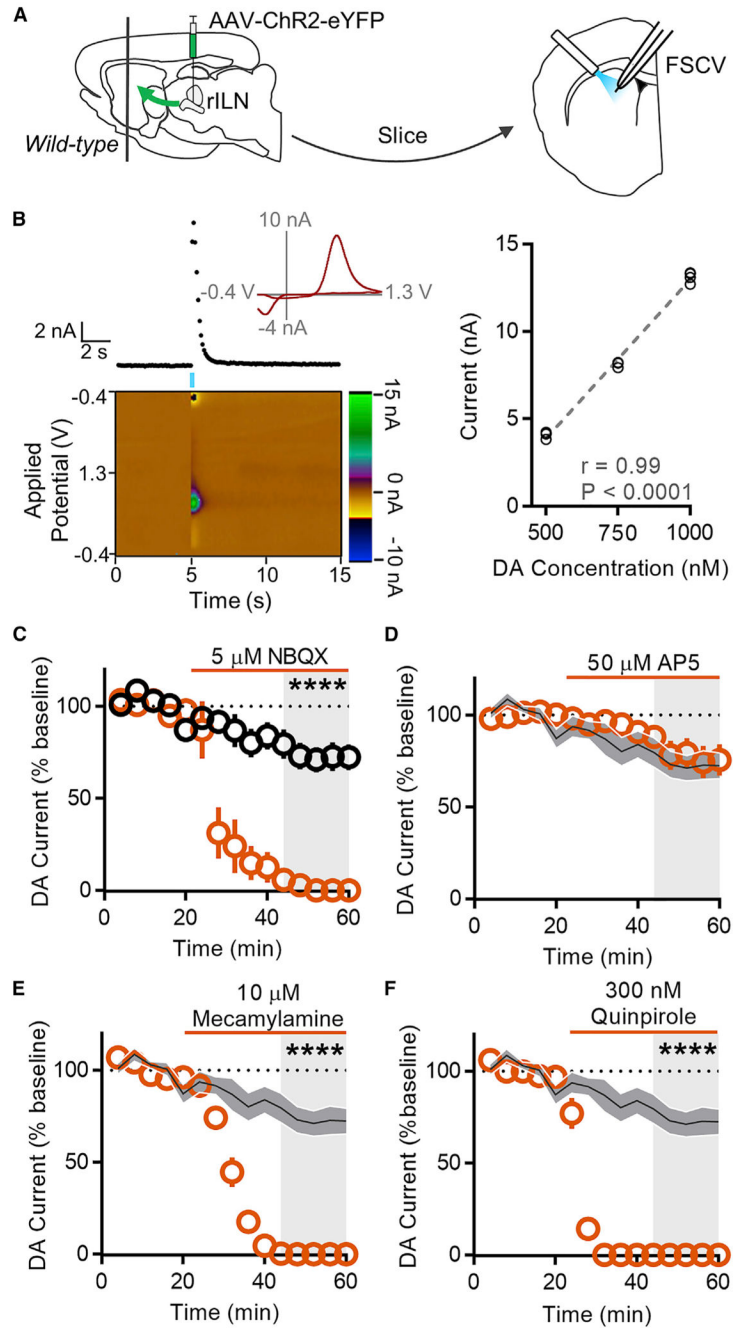 A
AAV-ChR2-eYFP
rILN
Wild-type
Slice
FSCV
B
10 nA
-0.4 V
1.3 V
-4 nA
2 nA
2 s
-0.4
1.3
-0.4
Applied
Potential (V)
0
5
10
15
Time (s)
15 nA
0 nA
-10 nA
15
10
5
0
Current (nA)
r = 0.99
P < 0.0001
500
750
1000
DA Concentration (nM)
C
5 μM NBQX
****
100
50
0
DA Current (% baseline)
0
20
40
60
Time (min)
D
50 μM AP5
100
50
0
DA Current (% baseline)
0
20
40
60
Time (min)
E
10 μM
Mecamylamine
****
100
50
0
DA Current (% baseline)
0
20
40
60
Time (min)
F
300 nM
Quinpirole
****
100
50
0
DA Current (%baseline)
0
20
40
60
Time (min)